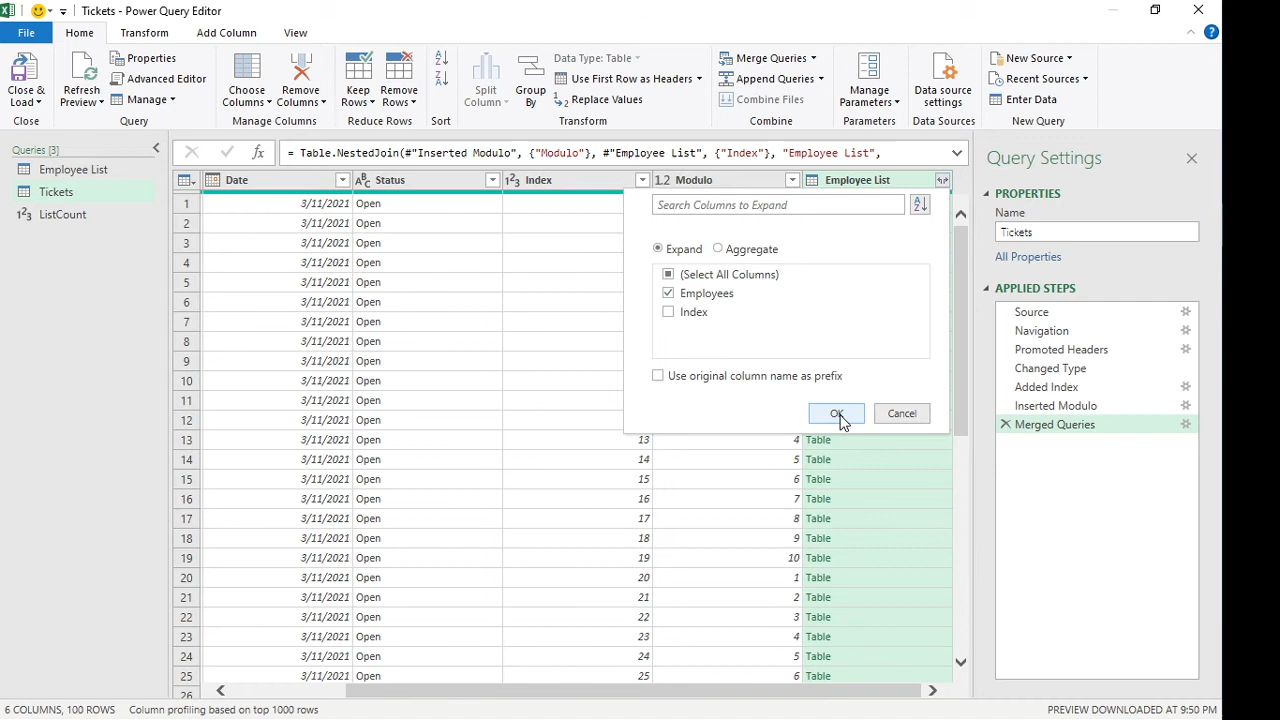 Tickets - Power Query Editor
File Home Transform Add Column View
Close & Load
Refresh Preview
Properties
Advanced Editor
Manage
Choose Columns
Remove Columns
Keep Rows
Remove Rows
Split Column
Group By
Data Type: Table
Use First Row as Headers
Replace Values
Merge Queries
Append Queries
Combine Files
Manage Parameters
Data source settings
New Source
Recent Sources
Enter Data
Close Query Manage Columns Reduce Rows Sort Transform Combine Parameters Data Sources New Query
Queries [3]
Employee List
Tickets
ListCount
= Table.NestedJoin(#"Inserted Modulo", {"Modulo"}, #"Employee List", {"Index"}, "Employee List",
Date Status Index Modulo Employee List
1 3/11/2021 Open
2 3/11/2021 Open
3 3/11/2021 Open
4 3/11/2021 Open
5 3/11/2021 Open
6 3/11/2021 Open
7 3/11/2021 Open
8 3/11/2021 Open
9 3/11/2021 Open
10 3/11/2021 Open
11 3/11/2021 Open
12 3/11/2021 Open
13 3/11/2021 Open 13 4 Table
14 3/11/2021 Open 14 5 Table
15 3/11/2021 Open 15 6 Table
16 3/11/2021 Open 16 7 Table
17 3/11/2021 Open 17 8 Table
18 3/11/2021 Open 18 9 Table
19 3/11/2021 Open 19 10 Table
20 3/11/2021 Open 20 1 Table
21 3/11/2021 Open 21 2 Table
22 3/11/2021 Open 22 3 Table
23 3/11/2021 Open 23 4 Table
24 3/11/2021 Open 24 5 Table
25 3/11/2021 Open 25 6 Table
26
Search Columns to Expand
Expand Aggregate
(Select All Columns)
Employees
Index
Use original column name as prefix
OK Cancel
Query Settings
PROPERTIES
Name
Tickets
All Properties
APPLIED STEPS
Source
Navigation
Promoted Headers
Changed Type
Added Index
Inserted Modulo
Merged Queries
6 COLUMNS, 100 ROWS Column profiling based on top 1000 rows PREVIEW DOWNLOADED AT 9:50 PM